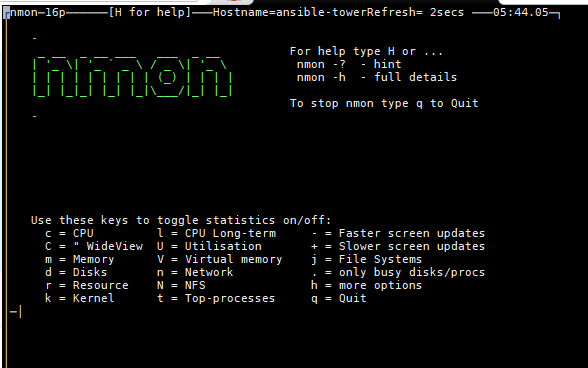 nmon─16p──────[H for help]───Hostname=ansible-towerRefresh= 2secs ───05:44.05─
nmon
For help type H or ...
nmon -?  - hint
nmon -h  - full details
To stop nmon type q to Quit
Use these keys to toggle statistics on/off:
c = CPU          l = CPU Long-term     - = Faster screen updates
C = " WideView  U = Utilisation       + = Slower screen updates
m = Memory       V = Virtual memory    j = File Systems
d = Disks        n = Network           . = only busy disks/procs
r = Resource     N = NFS               h = more options
k = Kernel       t = Top-processes     q = Quit